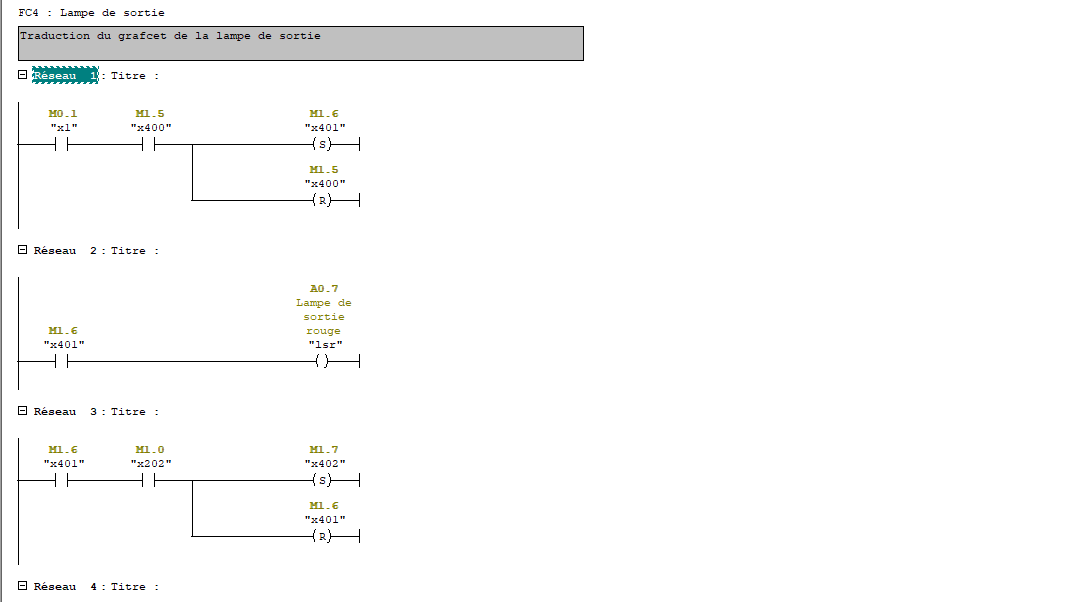 FC4 : Lampe de sortie
Traduction du grafcet de la lampe de sortie
Réseau 1 : Titre :
M0.1 M1.5 M1.6
"x1" "x400" "x401"
(S)
M1.5
"x400"
(R)
Réseau 2 : Titre :
A0.7
Lampe de
sortie
M1.6 rouge
"x401" "lsr"
( )
Réseau 3 : Titre :
M1.6 M1.0 M1.7
"x401" "x202" "x402"
(S)
M1.6
"x401"
(R)
Réseau 4 : Titre :